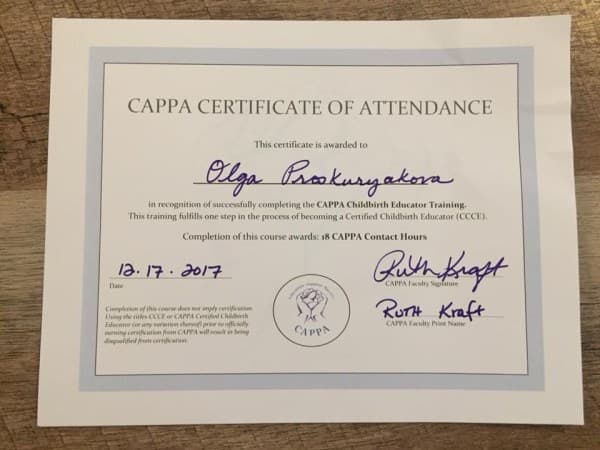 CAPPA CERTIFICATE OF ATTENDANCE
This certificate is awarded to
Olga Proskuryakova
in recognition of successfully completing the CAPPA Childbirth Educator Training.
This training fulfills one step in the process of becoming a Certified Childbirth Educator (CCCE).
Completion of this course awards: 18 CAPPA Contact Hours
12.17.2017
Date
Ruth Kraft
CAPPA Faculty Signature
Ruth Kraft
CAPPA Faculty Print Name
Completion of this course does not imply certification.
Using the titles CCCE or CAPPA Certified Childbirth
Educator (or any variation thereof) prior to officially
earning certification from CAPPA will result in being
disqualified from certification.
CAPPA